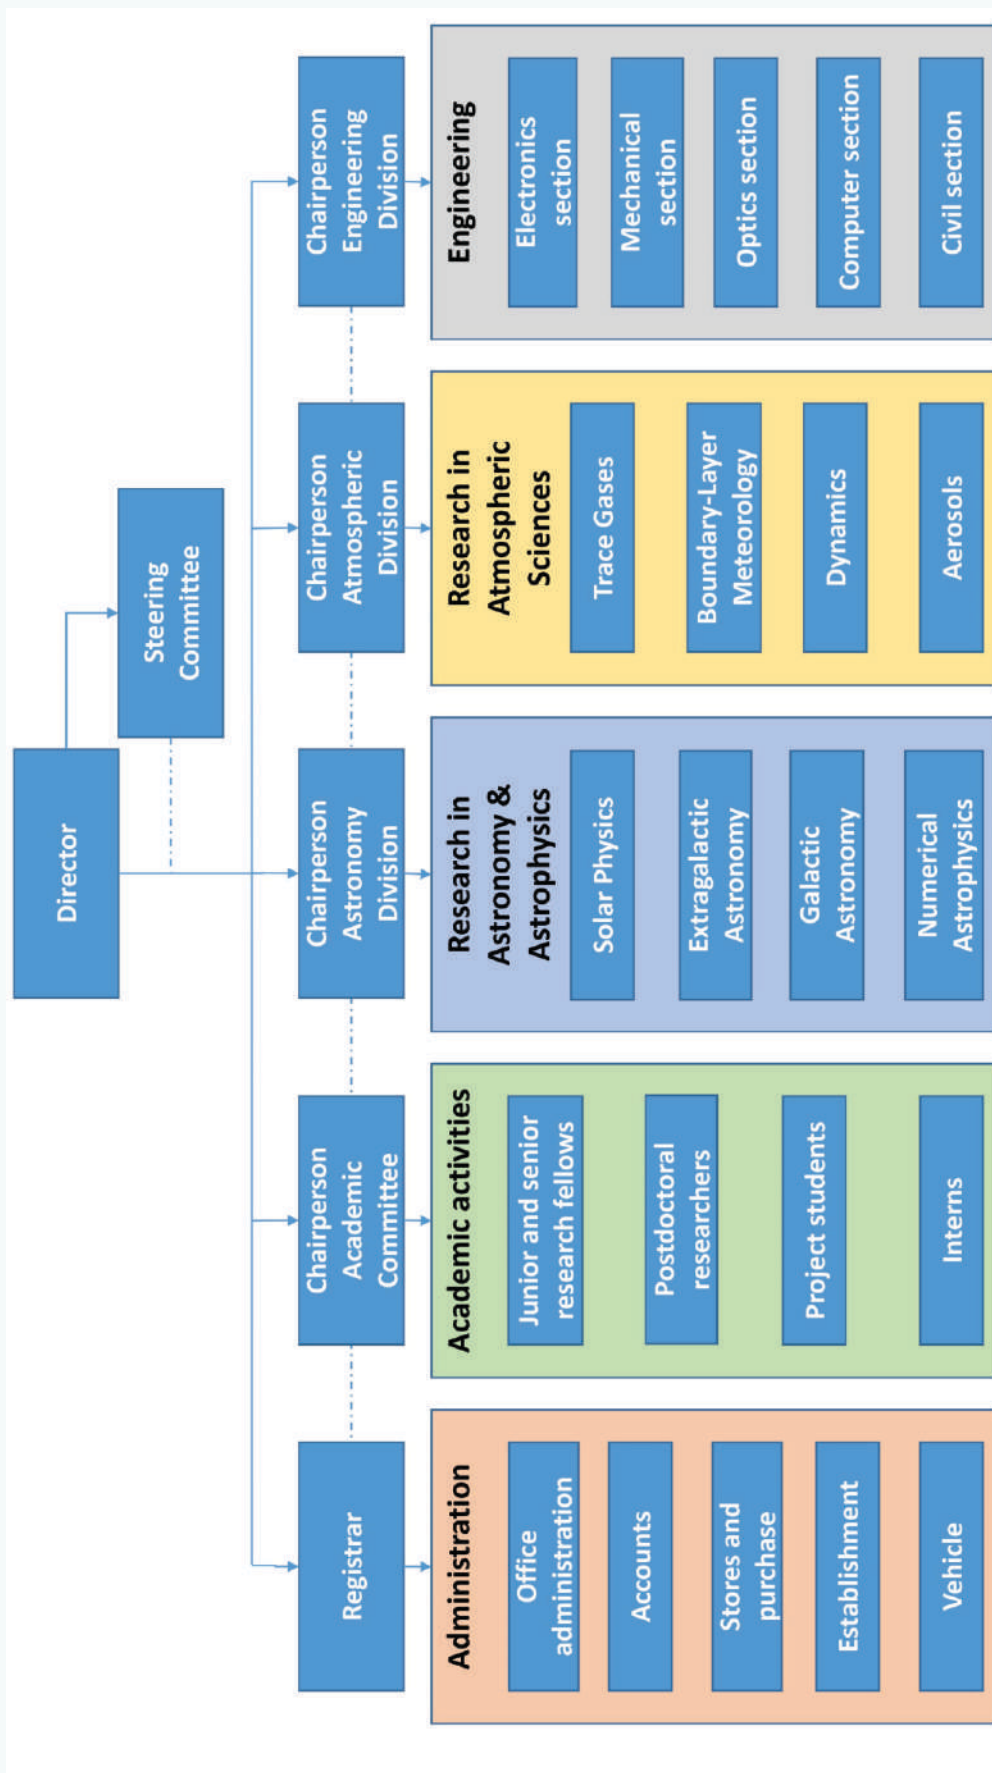 Director
Steering
Committee
Registrar
Chairperson
Academic
Committee
Chairperson
Astronomy
Division
Chairperson
Atmospheric
Division
Chairperson
Engineering
Division
Administration
Office
administration
Accounts
Stores and
purchase
Establishment
Vehicle
Academic activities
Junior and senior
research fellows
Postdoctoral
researchers
Project students
Interns
Research in
Astronomy &
Astrophysics
Solar Physics
Extragalactic
Astronomy
Galactic
Astronomy
Numerical
Astrophysics
Research in
Atmospheric
Sciences
Trace Gases
Boundary-Layer
Meteorology
Dynamics
Aerosols
Engineering
Electronics
section
Mechanical
section
Optics section
Computer section
Civil section